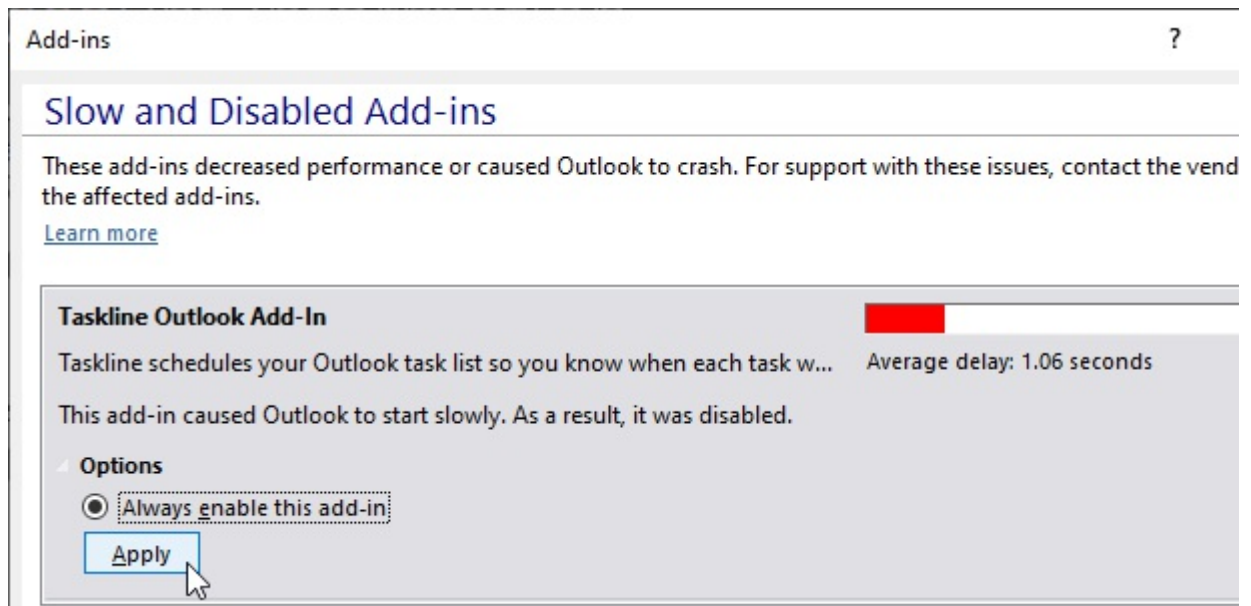 Add-ins
?
Slow and Disabled Add-ins
These add-ins decreased performance or caused Outlook to crash. For support with these issues, contact the vend
the affected add-ins.
Learn more
Taskline Outlook Add-In
Taskline schedules your Outlook task list so you know when each task w...
Average delay: 1.06 seconds
This add-in caused Outlook to start slowly. As a result, it was disabled.
Options
Always enable this add-in
Apply